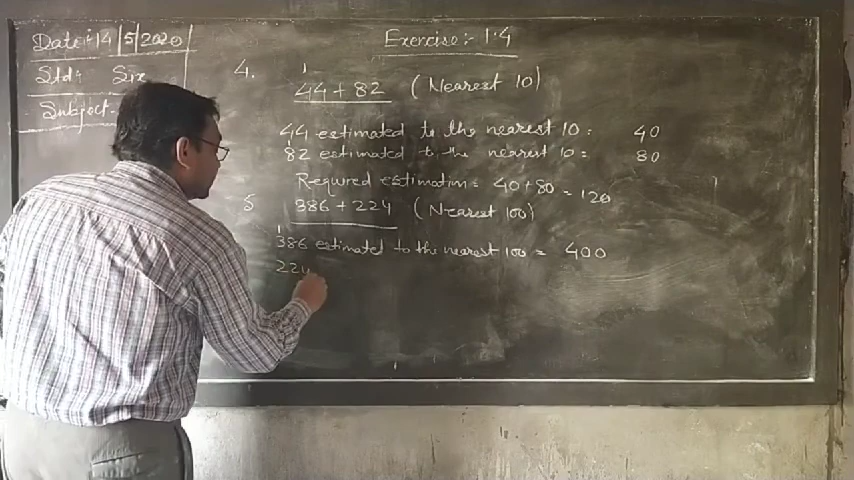 Date:- 14/5/2020
Exercise:- 1.4
Std: Six
Subject-
4. 44 + 82 (Nearest 10)
44 estimated to the nearest 10 = 40
82 estimated to the nearest 10 = 80
Required estimation = 40 + 80 = 120
5 386 + 224 (Nearest 100)
386 estimated to the nearest 100 = 400
224